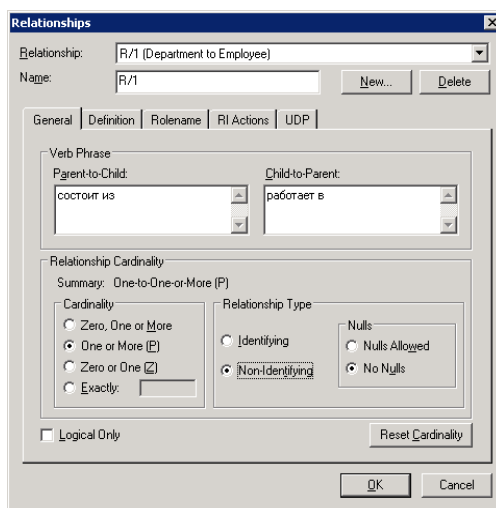 Relationships
Relationship: R/1 (Department to Employee)
Name: R/1 New... Delete
General Definition Rolename RI Actions UDP
Verb Phrase
Parent-to-Child: Child-to-Parent:
состоит из работает в
Relationship Cardinality
Summary: One-to-One-or-More (P)
Cardinality Relationship Type
Zero, One or More Identifying Nulls
One or More (P) Nulls Allowed
Zero or One (Z) Non-Identifying No Nulls
Exactly:
Logical Only Reset Cardinality
OK Cancel